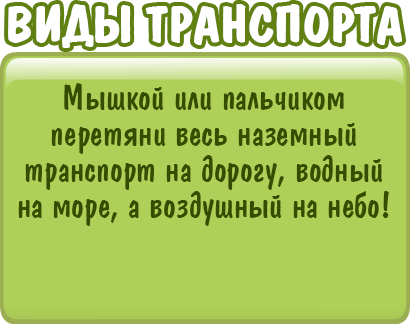 ВИДЫ ТРАНСПОРТА
Мышкой или пальчиком
перетяни весь наземный
транспорт на дорогу, водный
на море, а воздушный на небо!